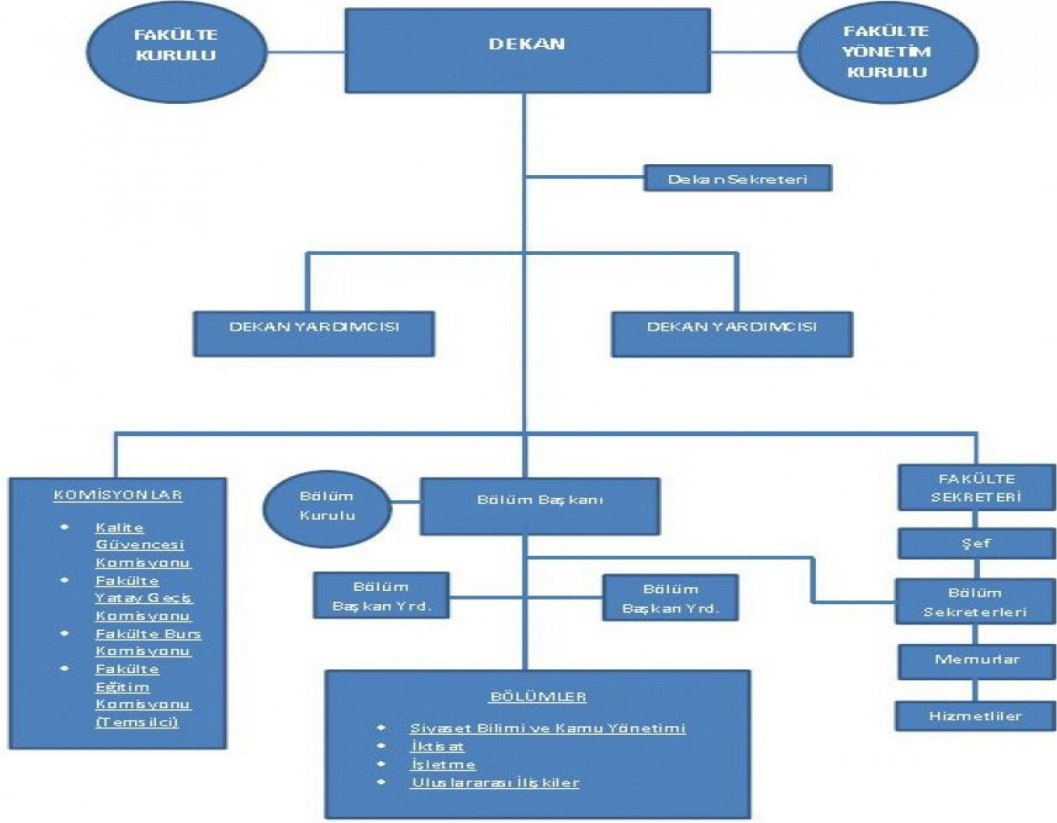 FAKÜLTE
KURULU
DEKAN
FAKÜLTE
YÖNETİM
KURULU
Dekan Sekreteri
DEKAN YARDIMCISI
DEKAN YARDIMCISI
KOMİSYONLAR
• Kalite
Güvencesi
Komisyonu
• Fakülte
Yatay Geçiş
Komisyonu
• Fakülte Burs
Komisyonu
• Fakülte
Eğitim
Komisyonu
(Temsilci)
Bölüm
Kurulu
Bölüm Başkanı
Bölüm
Başkan Yrd.
Bölüm
Başkan Yrd.
BÖLÜMLER
• Siyaset Bilimi ve Kamu Yönetimi
• İktisat
• İşletme
• Uluslararası İlişkiler
FAKÜLTE
SEKRETERİ
Şef
Bölüm
Sekreterleri
Memurlar
Hizmetliler